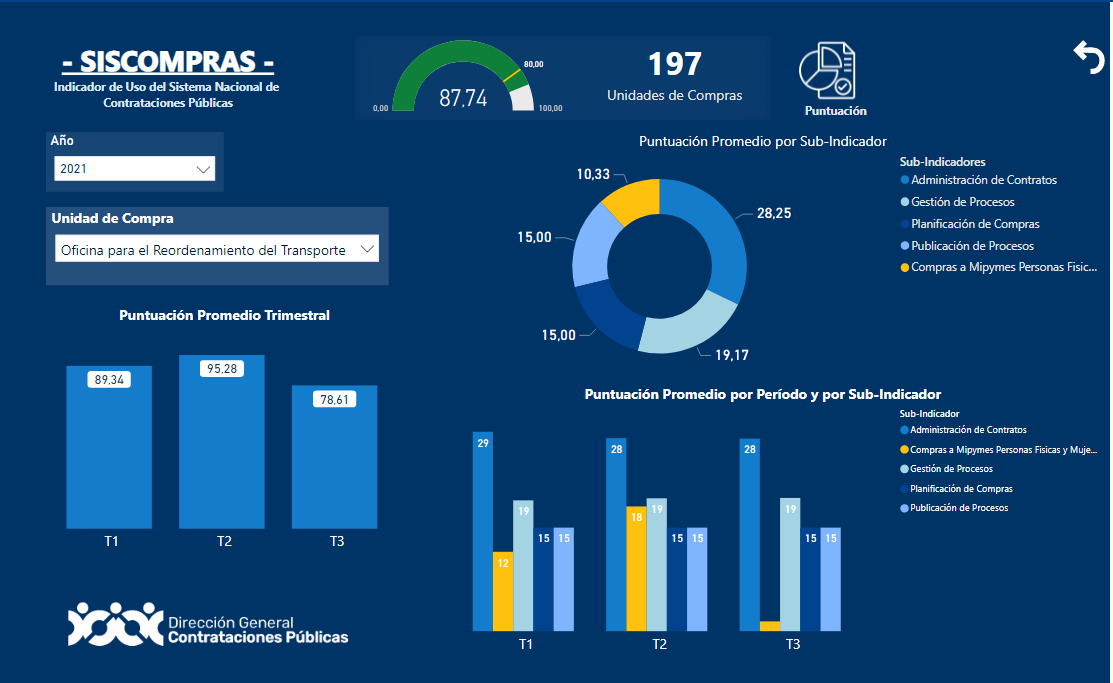 - SISCOMPRAS -
Indicador de Uso del Sistema Nacional de
Contrataciones Públicas
0,00
87,74
80,00
100,00
197
Unidades de Compras
Puntuación
Año
2021
Unidad de Compra
Oficina para el Reordenamiento del Transporte
Puntuación Promedio Trimestral
89,34
95,28
78,61
T1
T2
T3
Puntuación Promedio por Sub-Indicador
10,33
28,25
15,00
15,00
19,17
Sub-Indicadores
Administración de Contratos
Gestión de Procesos
Planificación de Compras
Publicación de Procesos
Compras a Mipymes Personas Fisic...
Puntuación Promedio por Período y por Sub-Indicador
29
12
19
15
15
28
18
19
15
15
28
19
15
15
T1
T2
T3
Sub-Indicador
Administración de Contratos
Compras a Mipymes Personas Fisicas y Muje...
Gestión de Procesos
Planificación de Compras
Publicación de Procesos
Dirección General
Contrataciones Públicas